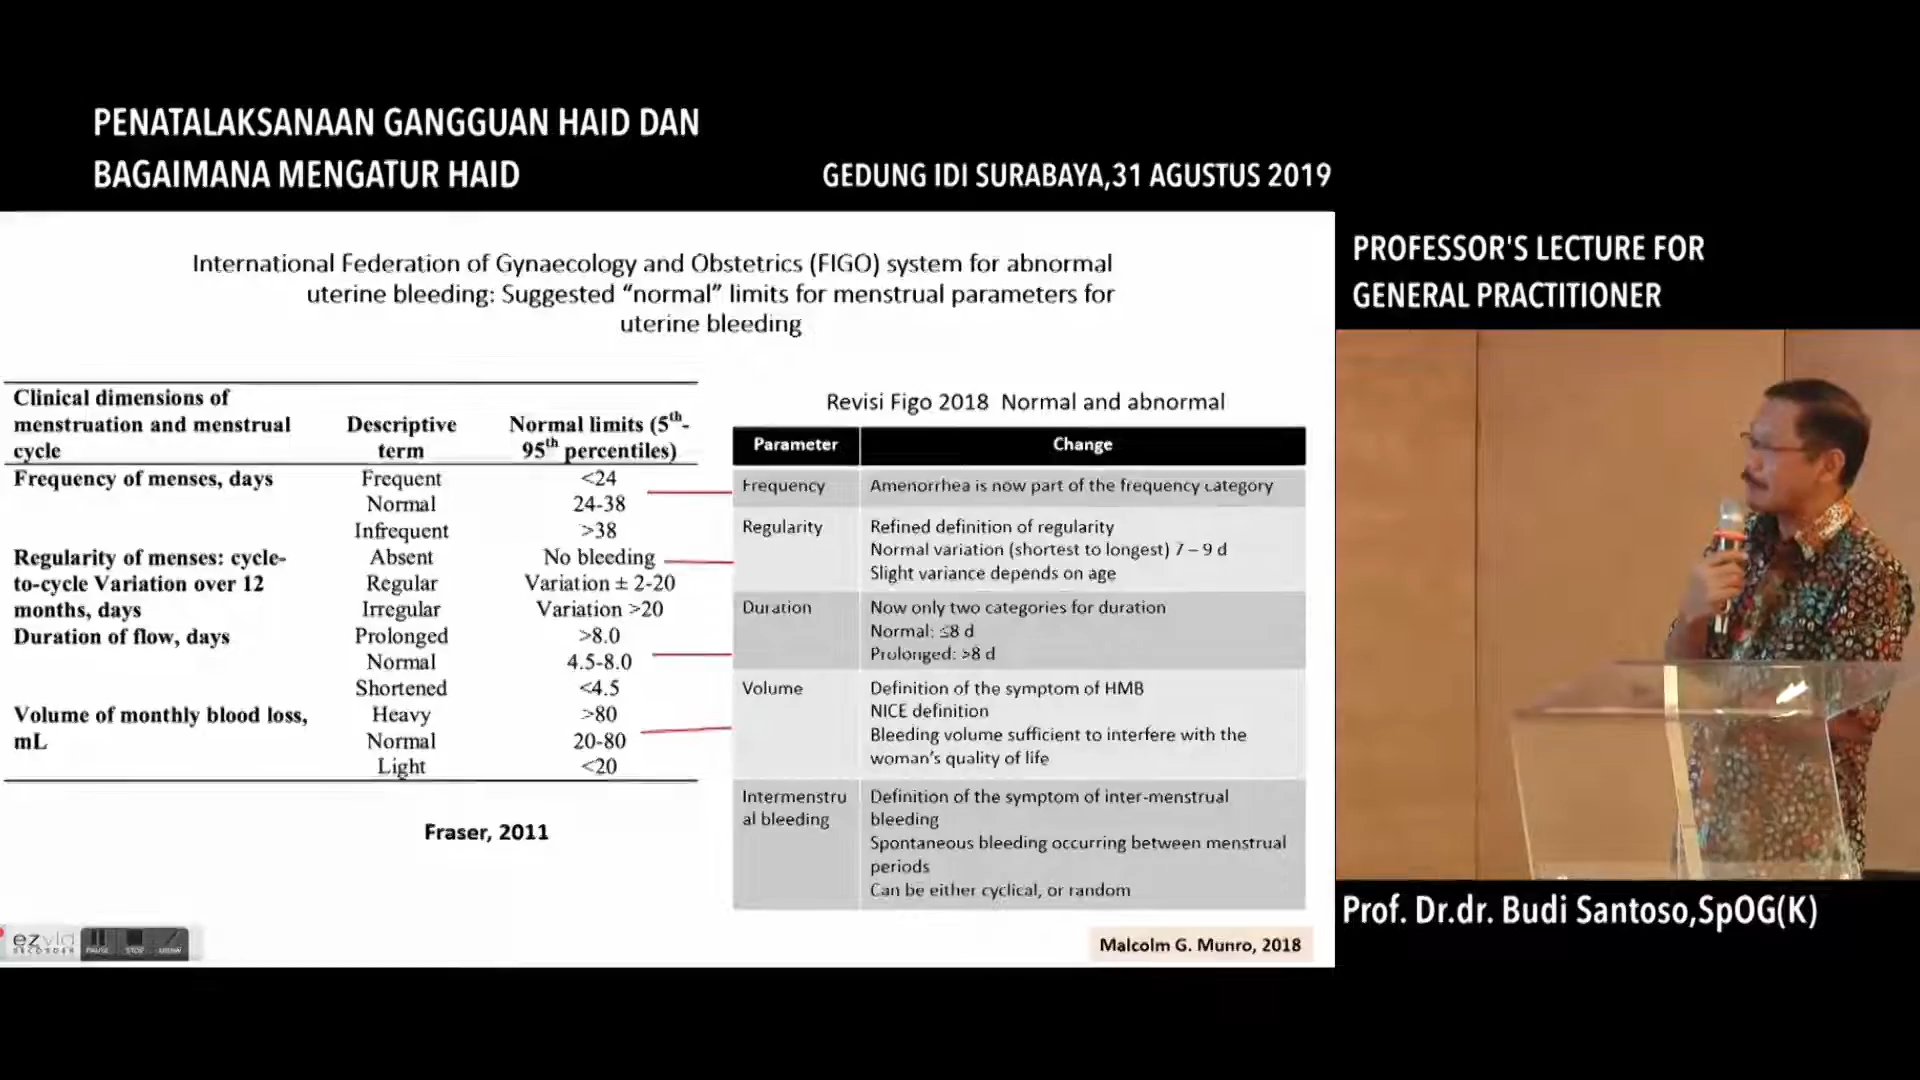 PENATALAKSANAAN GANGGUAN HAID DAN
BAGAIMANA MENGATUR HAID
GEDUNG IDI SURABAYA,31 AGUSTUS 2019
PROFESSOR'S LECTURE FOR
GENERAL PRACTITIONER
International Federation of Gynaecology and Obstetrics (FIGO) system for abnormal
uterine bleeding: Suggested “normal” limits for menstrual parameters for
uterine bleeding
Clinical dimensions of
menstruation and menstrual
cycle
Descriptive
term
Normal limits (5th-
95th percentiles)
Frequency of menses, days
Frequent <24
Normal 24-38
Infrequent >38
Regularity of menses: cycle-
to-cycle Variation over 12
months, days
Absent No bleeding
Regular Variation ± 2-20
Irregular Variation >20
Duration of flow, days
Prolonged >8.0
Normal 4.5-8.0
Shortened <4.5
Volume of monthly blood loss,
mL
Heavy >80
Normal 20-80
Light <20
Fraser, 2011
Revisi Figo 2018 Normal and abnormal
Parameter Change
Frequency Amenorrhea is now part of the frequency category
Regularity Refined definition of regularity
Normal variation (shortest to longest) 7 – 9 d
Slight variance depends on age
Duration Now only two categories for duration
Normal: ≤8 d
Prolonged: >8 d
Volume Definition of the symptom of HMB
NICE definition
Bleeding volume sufficient to interfere with the
woman's quality of life
Intermenstru
al bleeding
Definition of the symptom of inter-menstrual
bleeding
Spontaneous bleeding occurring between menstrual
periods
Can be either cyclical, or random
Malcolm G. Munro, 2018
ezvid
RECORDER
PAUSE STOP DRAW
Prof. Dr.dr. Budi Santoso,SpOG(K)